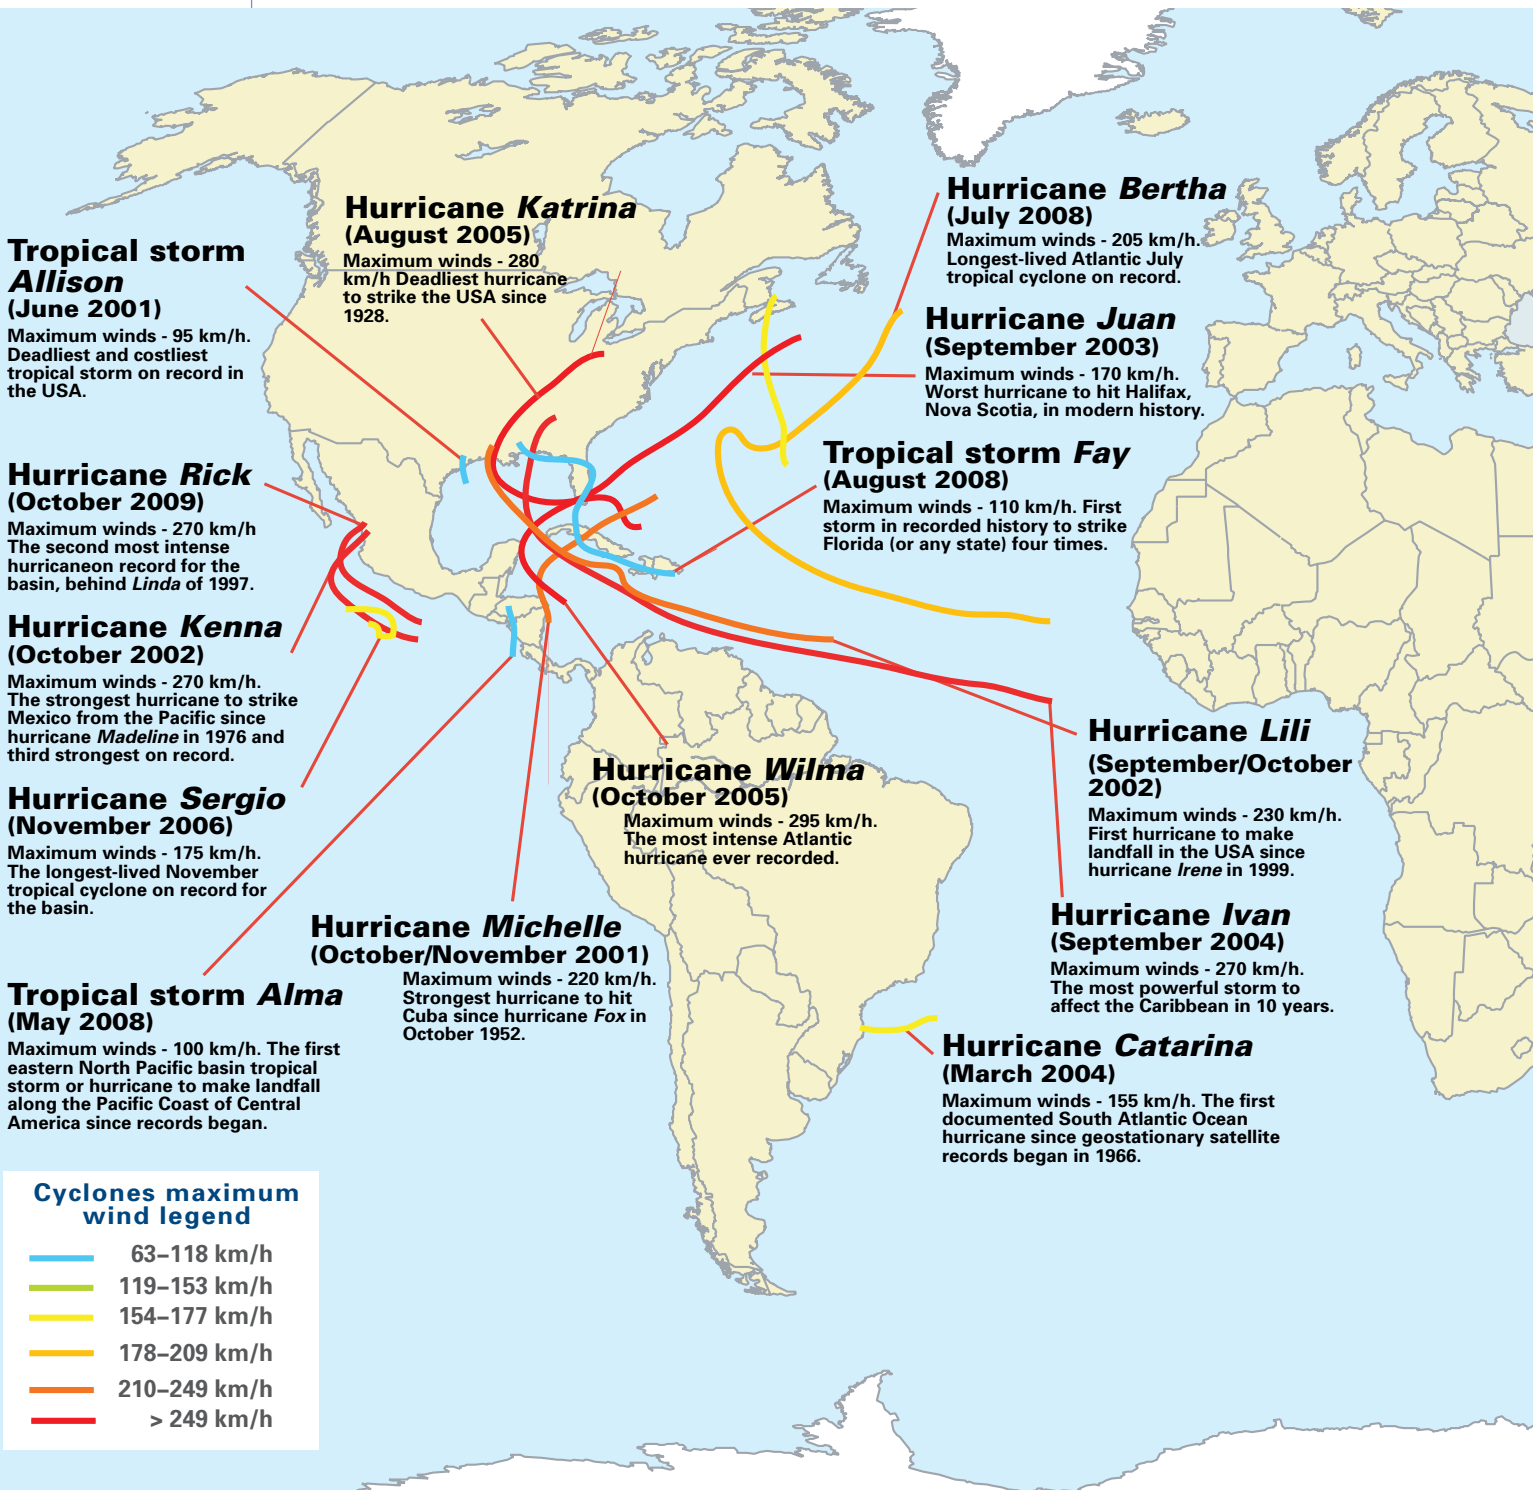 Hurricane Katrina
(August 2005)
Maximum winds - 280
km/h Deadliest hurricane
to strike the USA since
1928.
Hurricane Bertha
(July 2008)
Maximum winds - 205 km/h.
Longest-lived Atlantic July
tropical cyclone on record.
Tropical storm
Allison
(June 2001)
Maximum winds - 95 km/h.
Deadliest and costliest
tropical storm on record in
the USA.
Hurricane Juan
(September 2003)
Maximum winds - 170 km/h.
Worst hurricane to hit Halifax,
Nova Scotia, in modern history.
Tropical storm Fay
(August 2008)
Maximum winds - 110 km/h. First
storm in recorded history to strike
Florida (or any state) four times.
Hurricane Rick
(October 2009)
Maximum winds - 270 km/h
The second most intense
hurricaneon record for the
basin, behind Linda of 1997.
Hurricane Kenna
(October 2002)
Maximum winds - 270 km/h.
The strongest hurricane to strike
Mexico from the Pacific since
hurricane Madeline in 1976 and
third strongest on record.
Hurricane Sergio
(November 2006)
Maximum winds - 175 km/h.
The longest-lived November
tropical cyclone on record for
the basin.
Hurricane Wilma
(October 2005)
Maximum winds - 295 km/h.
The most intense Atlantic
hurricane ever recorded.
Hurricane Lili
(September/October
2002)
Maximum winds - 230 km/h.
First hurricane to make
landfall in the USA since
hurricane Irene in 1999.
Hurricane Ivan
(September 2004)
Maximum winds - 270 km/h.
The most powerful storm to
affect the Caribbean in 10 years.
Hurricane Michelle
(October/November 2001)
Maximum winds - 220 km/h.
Strongest hurricane to hit
Cuba since hurricane Fox in
October 1952.
Tropical storm Alma
(May 2008)
Maximum winds - 100 km/h. The first
eastern North Pacific basin tropical
storm or hurricane to make landfall
along the Pacific Coast of Central
America since records began.
Hurricane Catarina
(March 2004)
Maximum winds - 155 km/h. The first
documented South Atlantic Ocean
hurricane since geostationary satellite
records began in 1966.
Cyclones maximum
wind legend
63–118 km/h
119–153 km/h
154–177 km/h
178–209 km/h
210–249 km/h
> 249 km/h